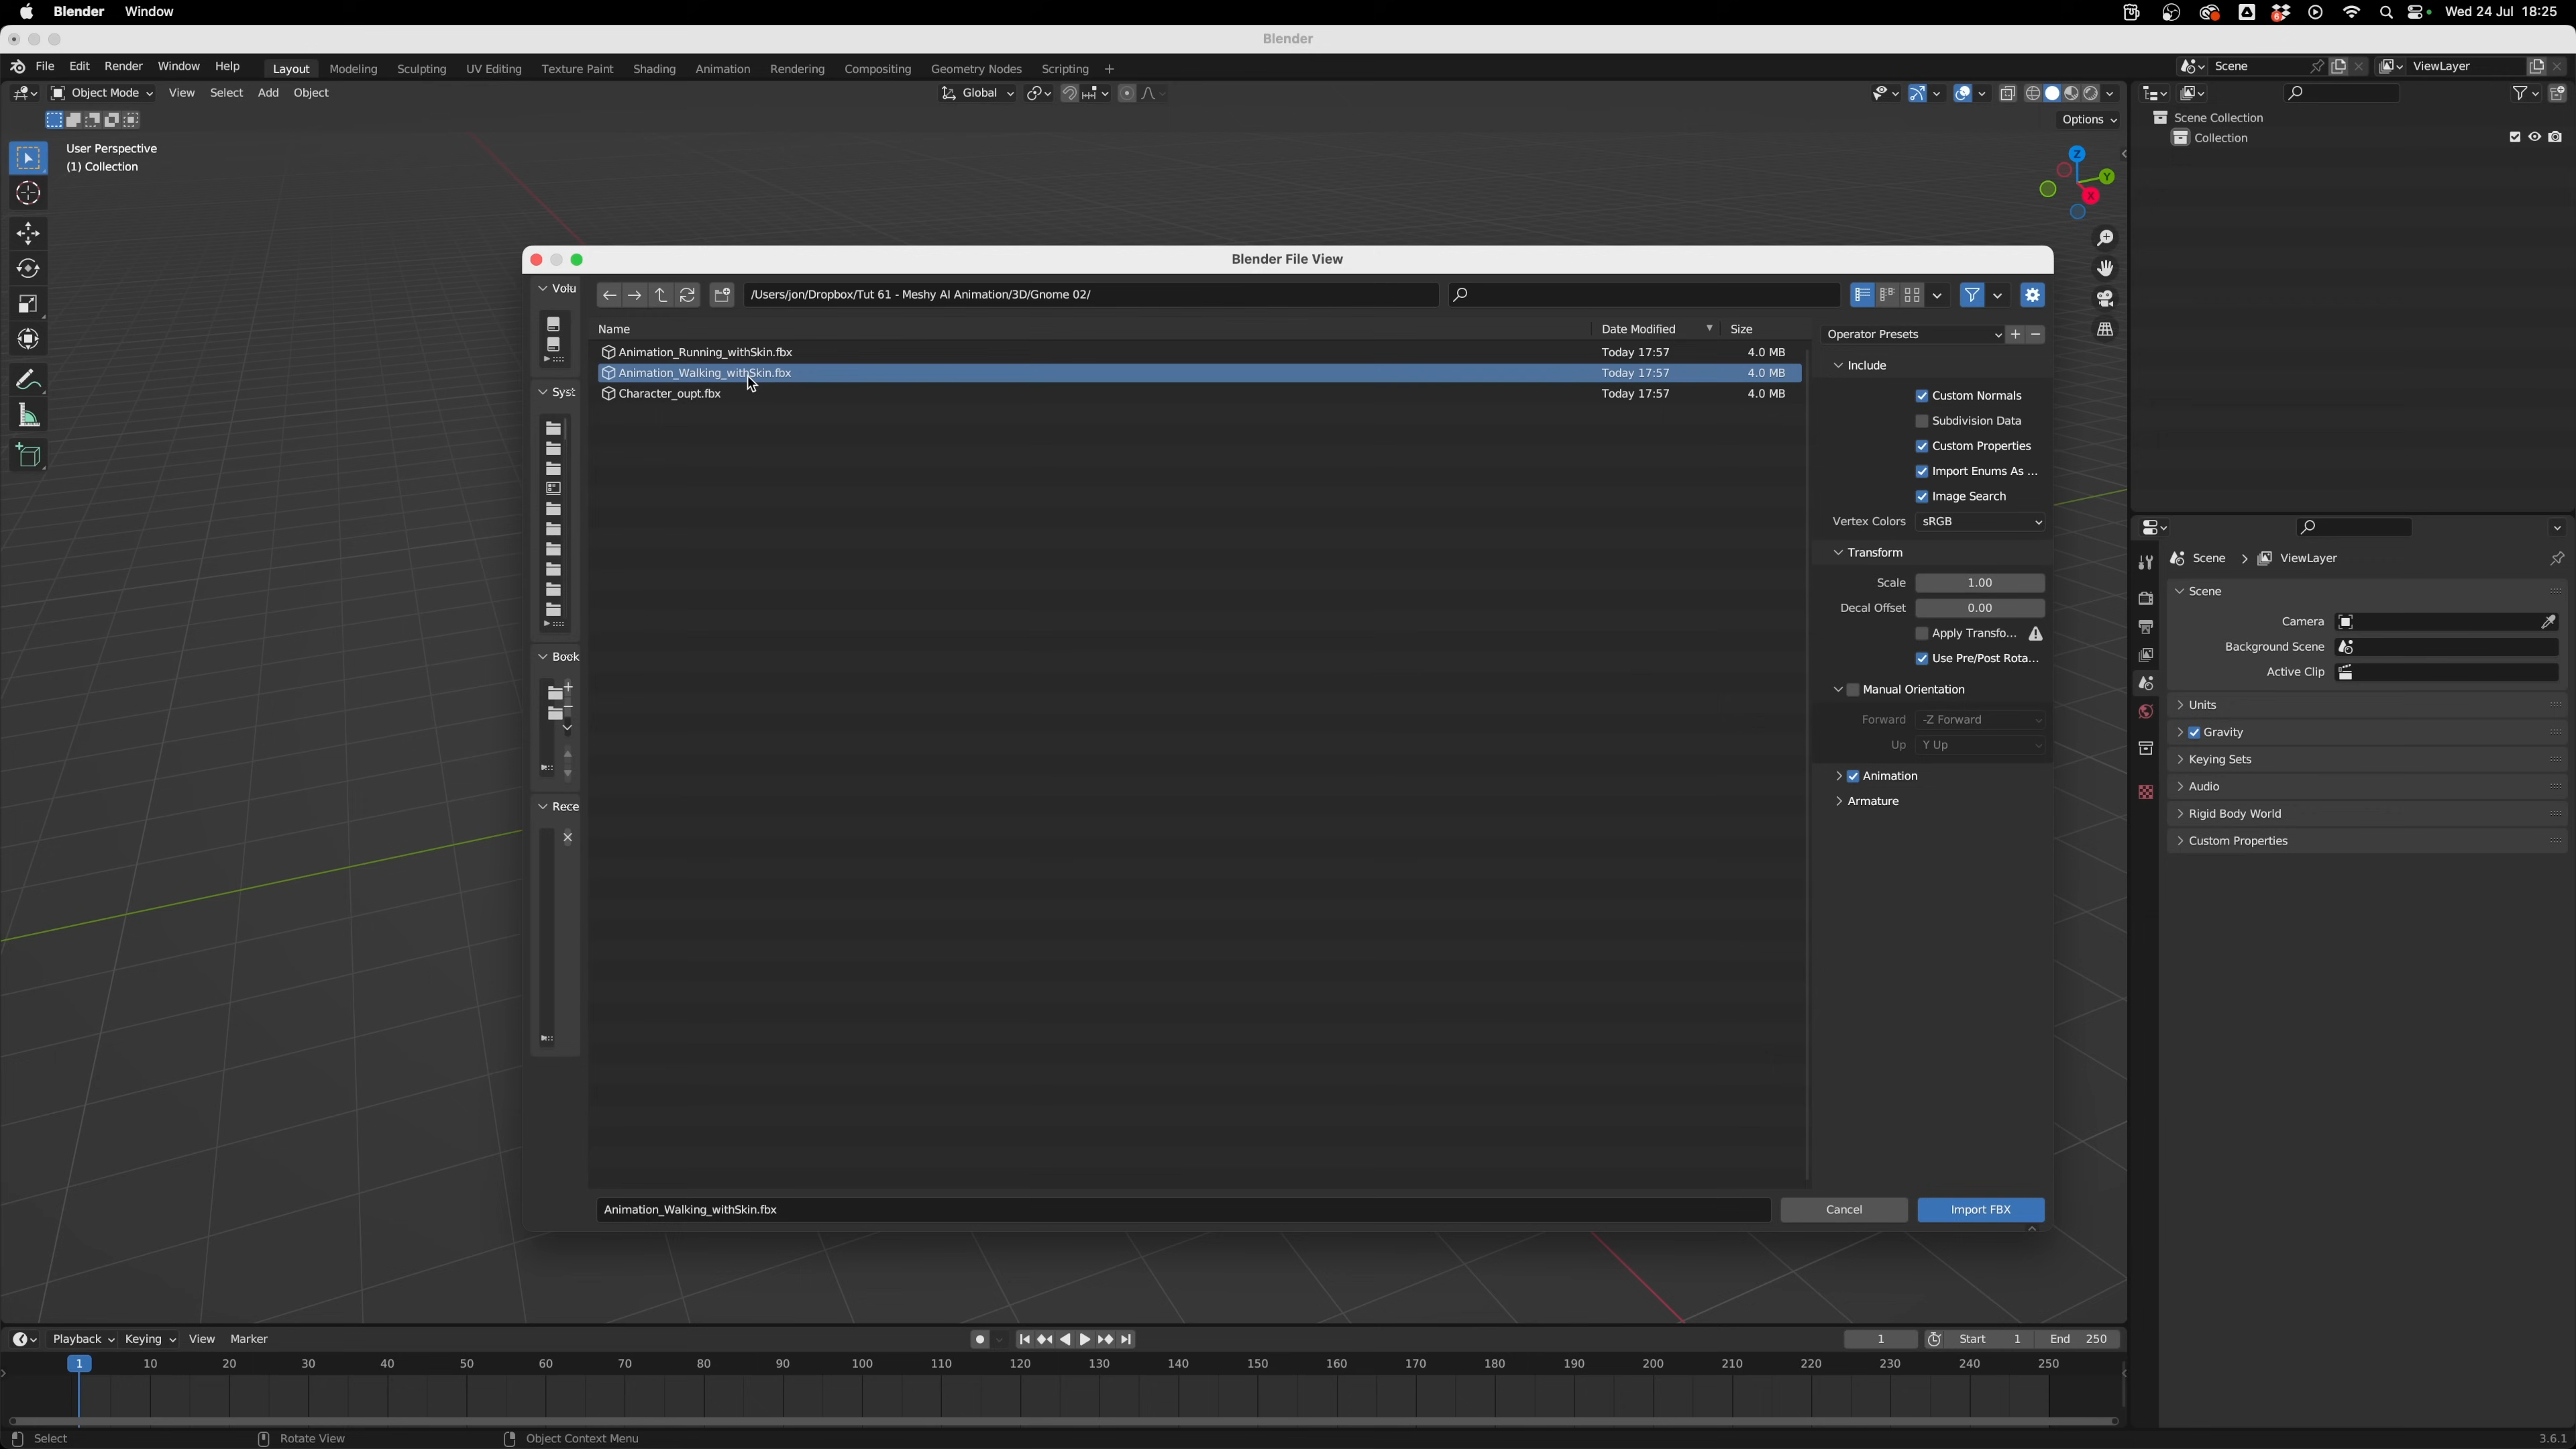 Blender Window Wed 24 Jul 18:25
Blender
File Edit Render Window Help Layout Modeling Sculpting UV Editing Texture Paint Shading Animation Rendering Compositing Geometry Nodes Scripting + Scene ViewLayer
Object Mode View Select Add Object Global
Options
User Perspective
(1) Collection
Z
Y
X
Scene Collection
Collection
Blender File View
Volu
/Users/jon/Dropbox/Tut 61 - Meshy AI Animation/3D/Gnome 02/
Name Date Modified Size
Animation_Running_withSkin.fbx Today 17:57 4.0 MB
Animation_Walking_withSkin.fbx Today 17:57 4.0 MB
Character_oupt.fbx Today 17:57 4.0 MB
Syst
Book
Rece
Operator Presets
Include
Custom Normals
Subdivision Data
Custom Properties
Import Enums As ...
Image Search
Vertex Colors sRGB
Transform
Scale 1.00
Decal Offset 0.00
Apply Transfo...
Use Pre/Post Rota...
Manual Orientation
Forward -Z Forward
Up Y Up
Animation
Armature
Animation_Walking_withSkin.fbx Cancel Import FBX
Scene > ViewLayer
Scene
Camera
Background Scene
Active Clip
Units
Gravity
Keying Sets
Audio
Rigid Body World
Custom Properties
Playback Keying View Marker 1 Start 1 End 250
1 10 20 30 40 50 60 70 80 90 100 110 120 130 140 150 160 170 180 190 200 210 220 230 240 250
Select Rotate View Object Context Menu 3.6.1